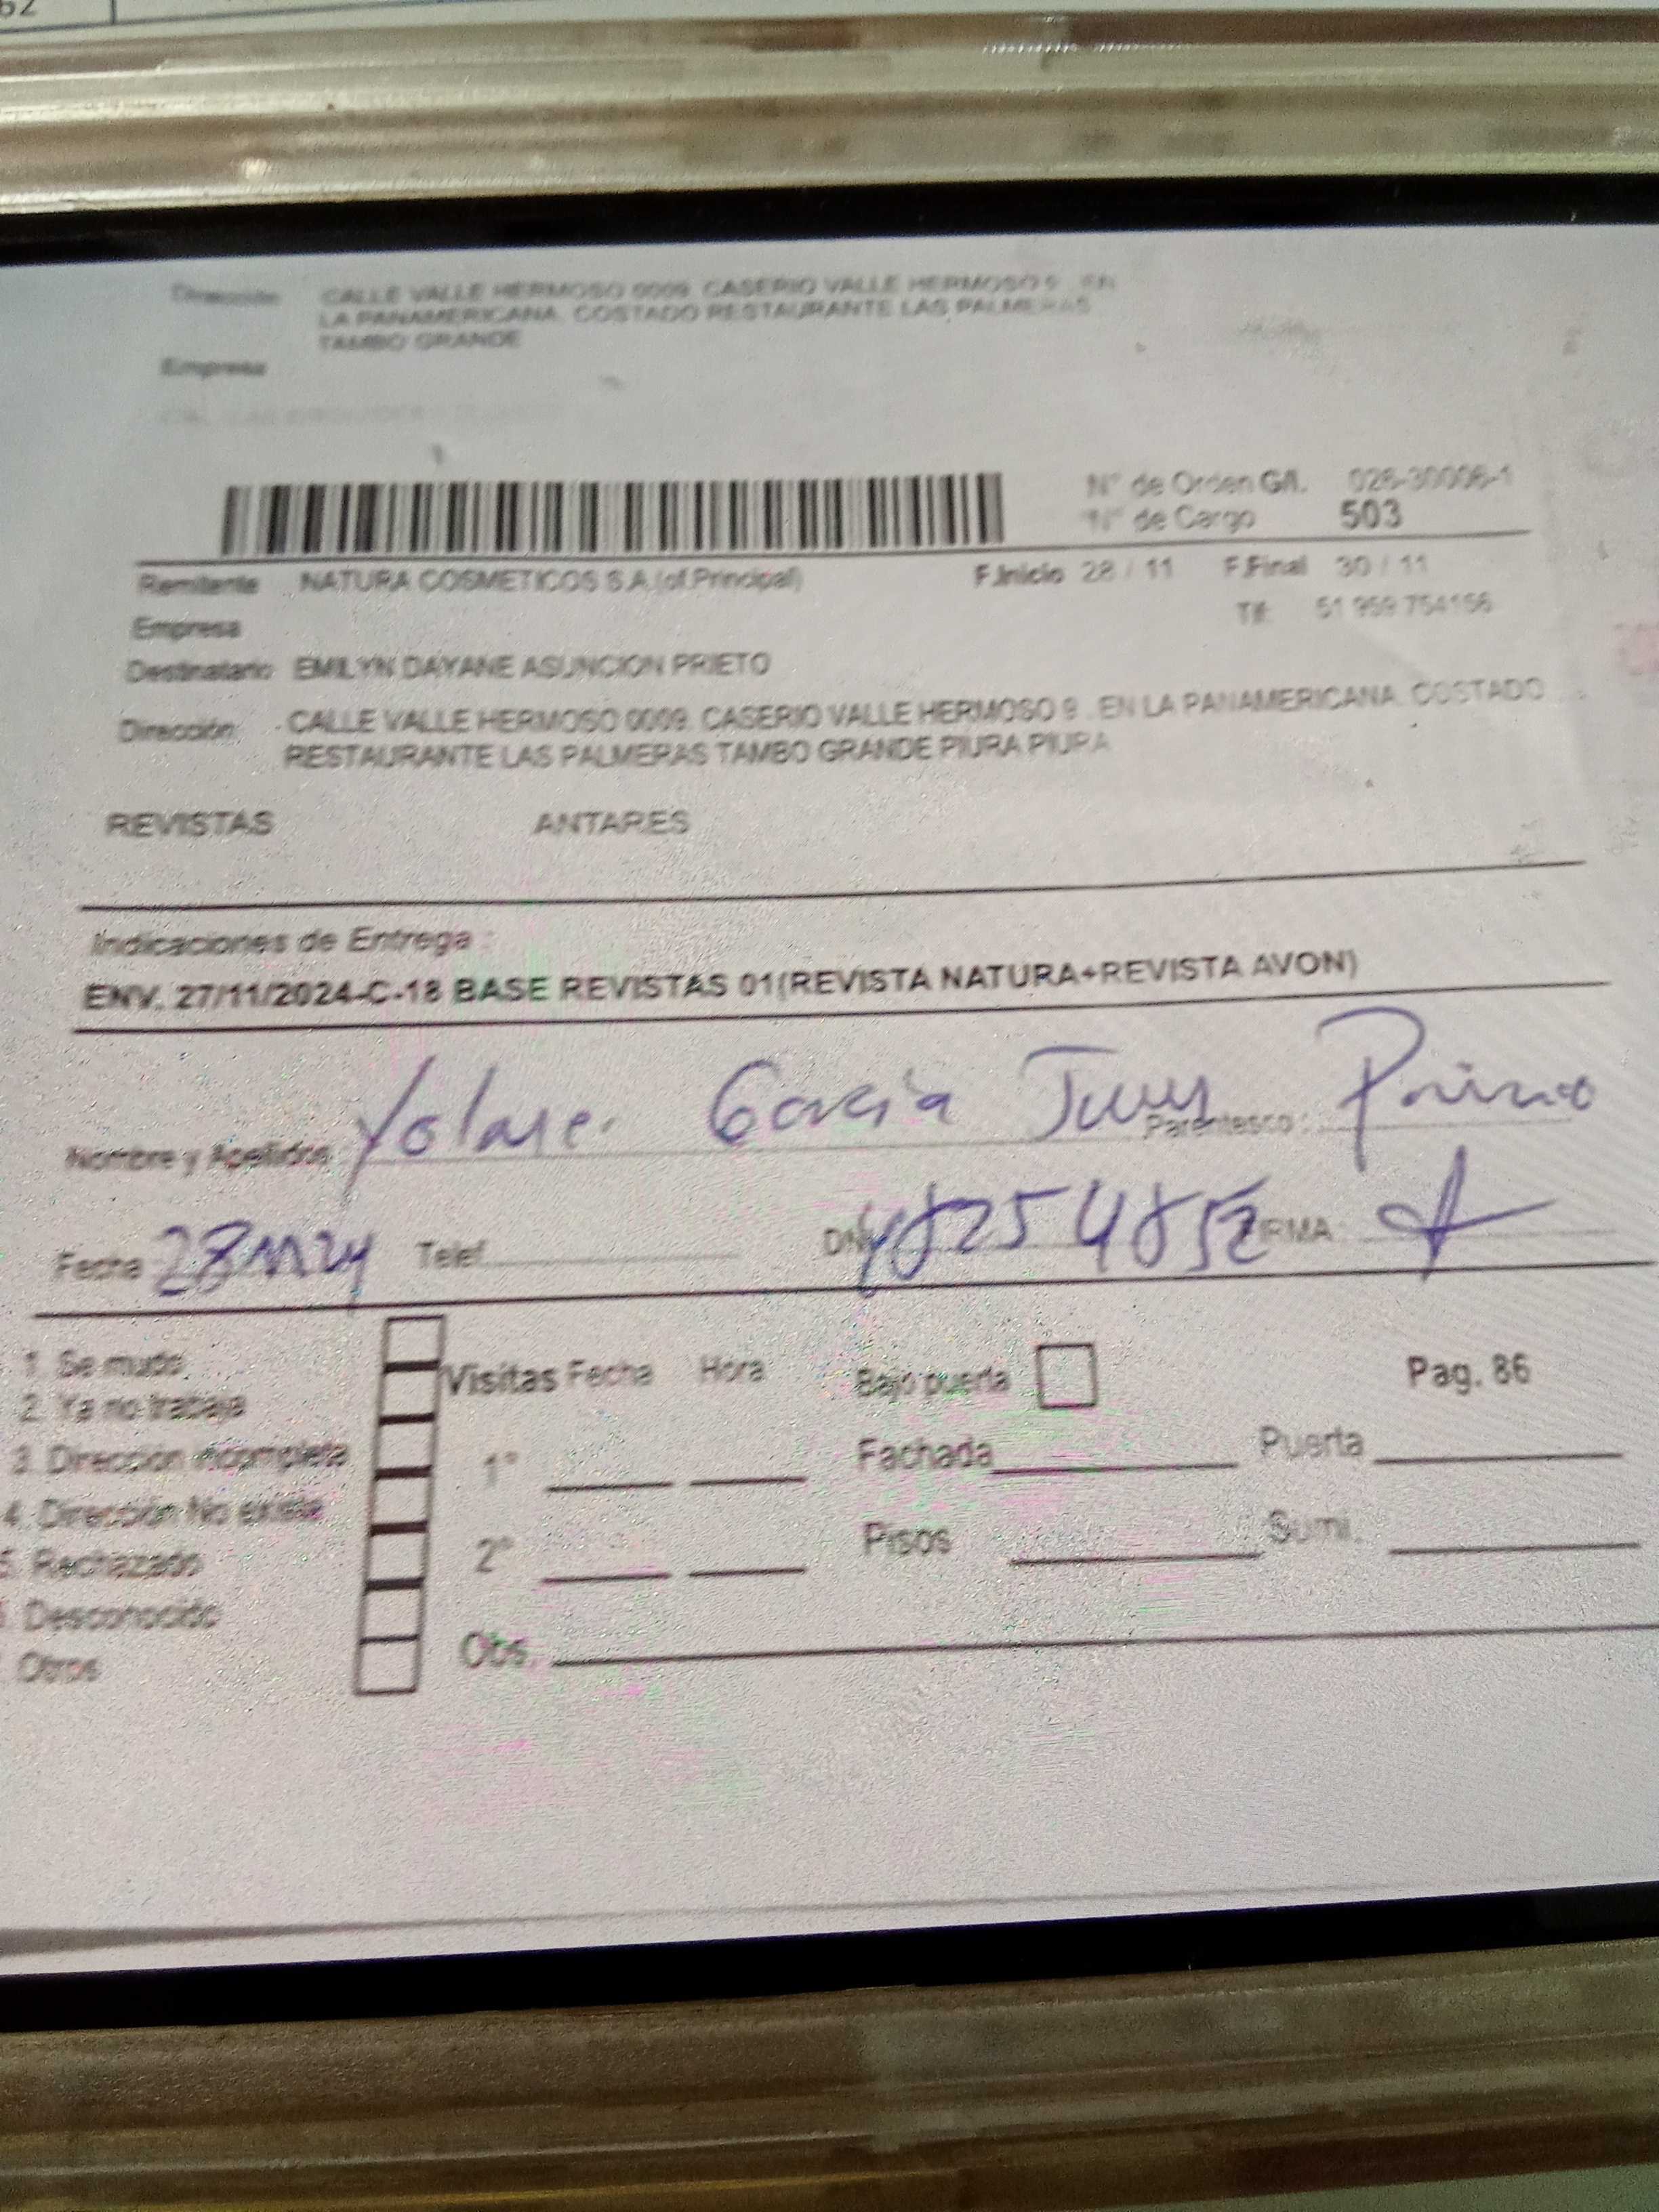 62
Dirección CALLE VALLE HERMOSO 0009. CASERIO VALLE HERMOSO 9 . EN
LA PANAMERICANA. COSTADO RESTAURANTE LAS PALMERAS
TAMBO GRANDE
Empresa
N° de Orden G/I. 026-30006-1
N° de Cargo 503
Remitente NATURA COSMETICOS S.A.(of.Principal) F.Inicio 28 / 11 F.Final 30 / 11
Empresa Tlf: 51 959 754156
Destinatario EMILYN DAYANE ASUNCION PRIETO
Dirección: CALLE VALLE HERMOSO 0009. CASERIO VALLE HERMOSO 9 . EN LA PANAMERICANA. COSTADO
RESTAURANTE LAS PALMERAS TAMBO GRANDE PIURA PIURA
REVISTAS ANTARES
Indicaciones de Entrega :
ENV. 27/11/2024-C-18 BASE REVISTAS 01(REVISTA NATURA+REVISTA AVON)
Nombre y Apellidos Garcia Parentesco : Primo
Fecha 28 11 24 Telef. DNI 48254852 FIRMA :
1. Se mudo
2. Ya no trabaja
3. Dirección incompleta
4. Dirección No existe
5. Rechazado
Desconocido
Otros
Visitas Fecha Hora Bajo puerta Pag. 86
1° Fachada Puerta
2° Pisos Sumi.
Obs.